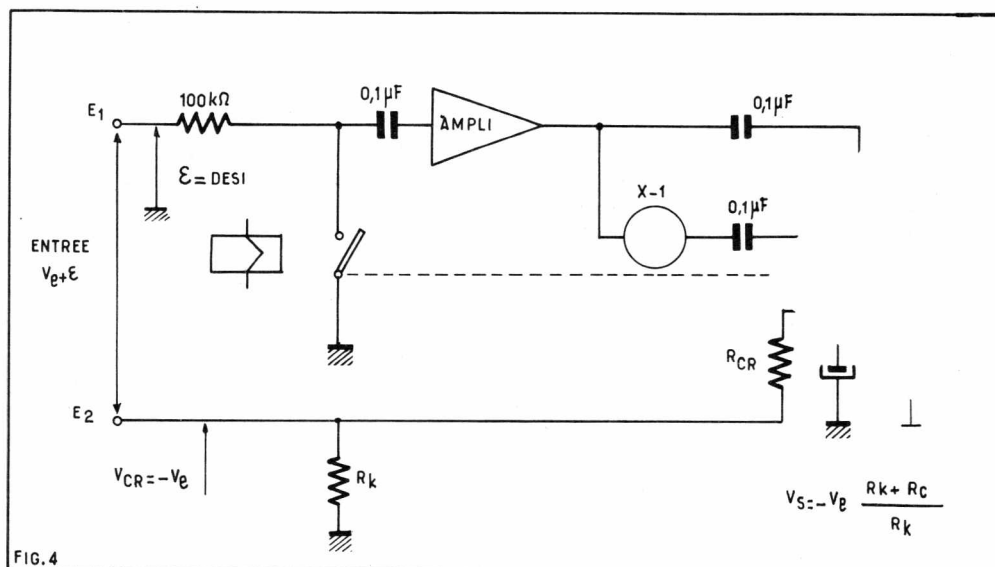 E1
100kΩ
0,1µF
AMPLI
0,1µF
Ɛ=DESI
X-1
0,1µF
ENTREE
Ve+Ɛ
RCR
E2
VCR=-Ve
Rk
VS=-Ve Rk+Rc
Rk
FIG.4